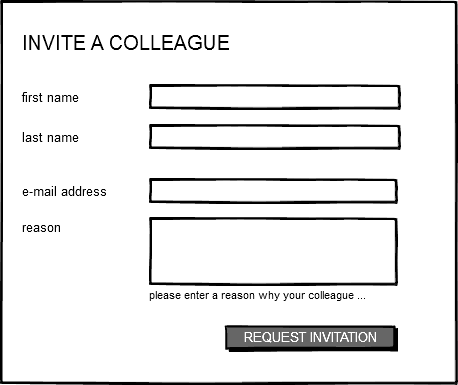 INVITE A COLLEAGUE
first name
last name
e-mail address
reason
please enter a reason why your colleague ...
REQUEST INVITATION